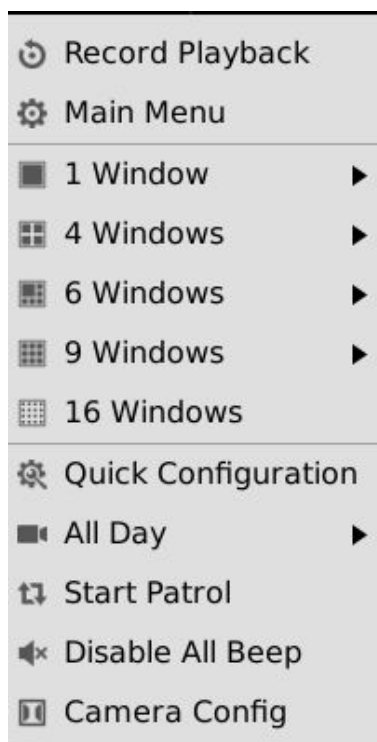 Record Playback
Main Menu
1 Window
4 Windows
6 Windows
9 Windows
16 Windows
Quick Configuration
All Day
Start Patrol
Disable All Beep
Camera Config